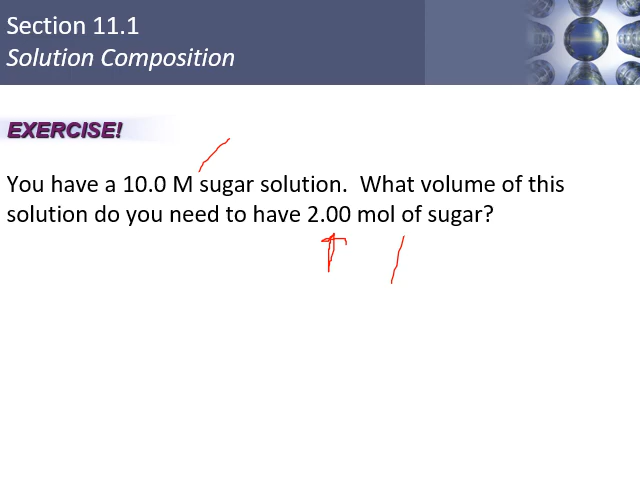 Section 11.1
Solution Composition
EXERCISE!
You have a 10.0 M sugar solution.  What volume of this
solution do you need to have 2.00 mol of sugar?